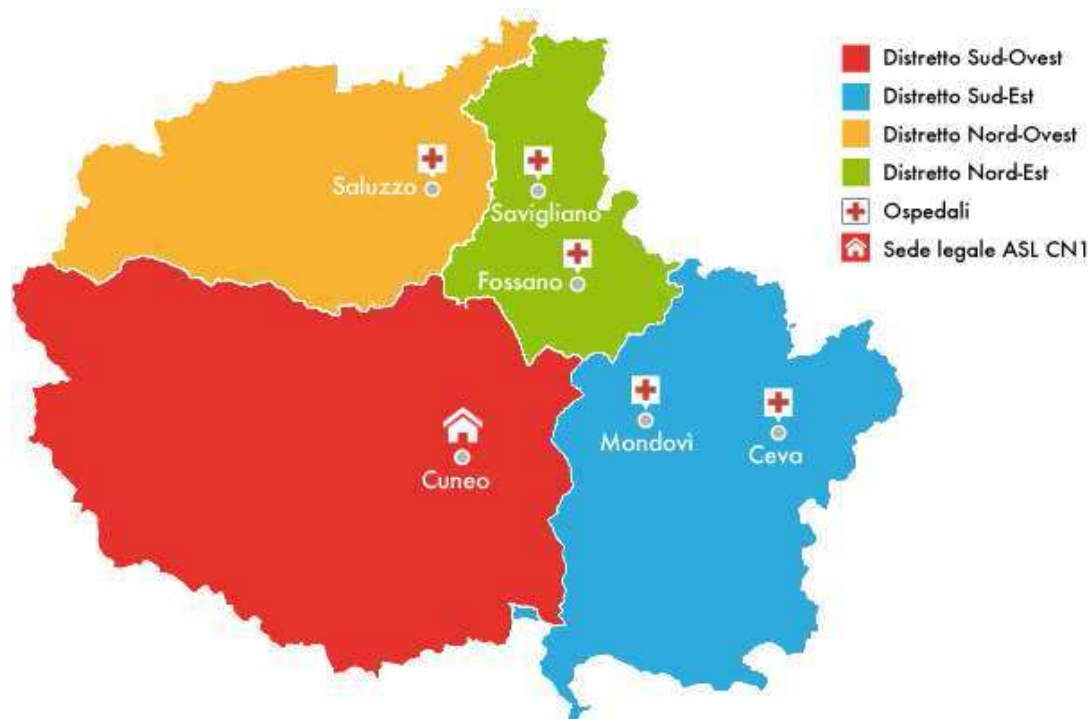 Distretto Sud-Ovest
Distretto Sud-Est
Distretto Nord-Ovest
Distretto Nord-Est
Ospedali
Sede legale ASL CN1
Saluzzo
Savigliano
Fossano
Mondovì
Ceva
Cuneo